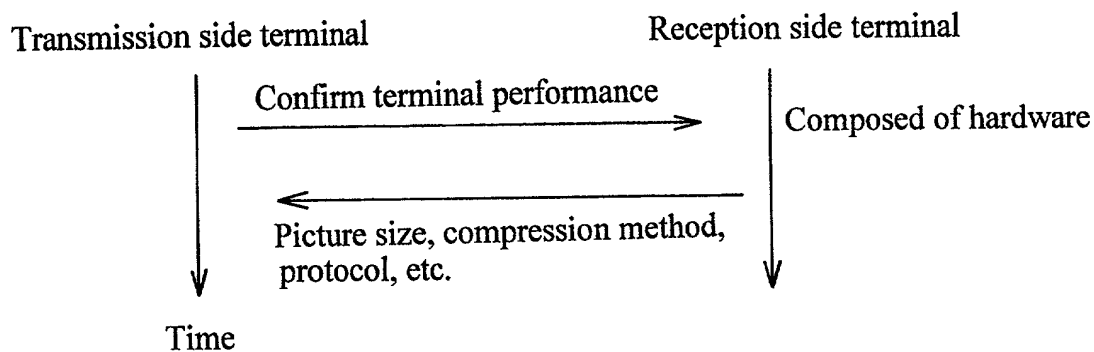 Transmission side terminal
Reception side terminal
Confirm terminal performance
Composed of hardware
Picture size, compression method,
protocol, etc.
Time